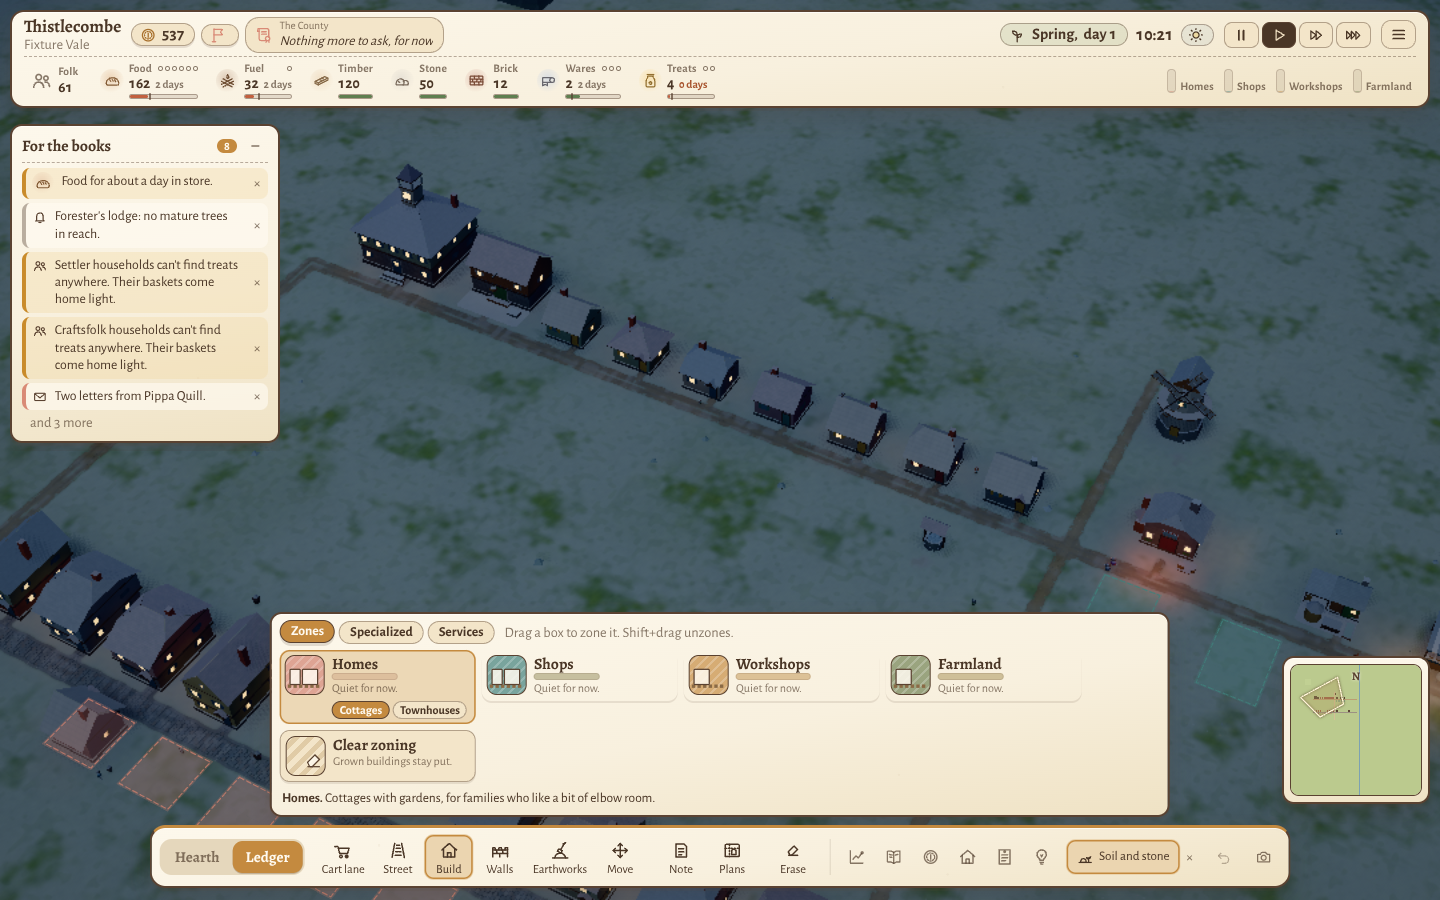 Thistlecombe
Fixture Vale
537
The County
Nothing more to ask, for now
Spring, day 1
10:21
Folk
61
Food
162 2 days
Fuel
32 2 days
Timber
120
Stone
50
Brick
12
Wares
2 2 days
Treats
4 0 days
Homes
Shops
Workshops
Farmland
For the books
8
Food for about a day in store.
Forester's lodge: no mature trees
in reach.
Settler households can't find treats
anywhere. Their baskets come
home light.
Craftsfolk households can't find
treats anywhere. Their baskets
come home light.
Two letters from Pippa Quill.
and 3 more
Zones
Specialized
Services
Drag a box to zone it. Shift+drag unzones.
Homes
Quiet for now.
Cottages
Townhouses
Shops
Quiet for now.
Workshops
Quiet for now.
Farmland
Quiet for now.
Clear zoning
Grown buildings stay put.
Homes. Cottages with gardens, for families who like a bit of elbow room.
N
Hearth
Ledger
Cart lane
Street
Build
Walls
Earthworks
Move
Note
Plans
Erase
Soil and stone